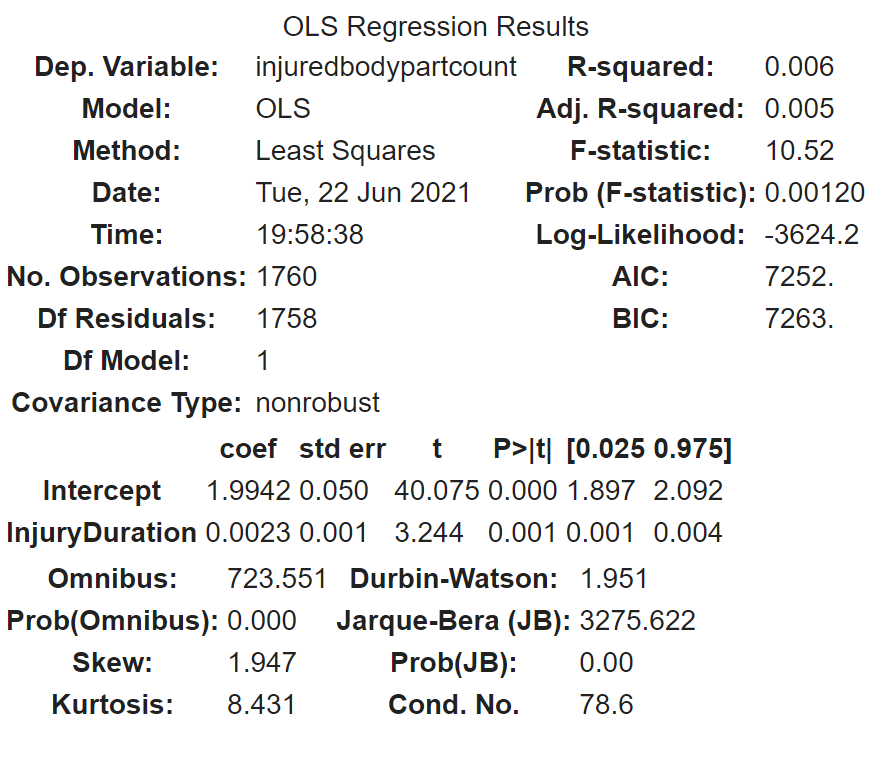 OLS Regression Results
Dep. Variable: injuredbodypartcount R-squared: 0.006
Model: OLS Adj. R-squared: 0.005
Method: Least Squares F-statistic: 10.52
Date: Tue, 22 Jun 2021 Prob (F-statistic): 0.00120
Time: 19:58:38 Log-Likelihood: -3624.2
No. Observations: 1760 AIC: 7252.
Df Residuals: 1758 BIC: 7263.
Df Model: 1
Covariance Type: nonrobust
coef std err t P>|t| [0.025 0.975]
Intercept 1.9942 0.050 40.075 0.000 1.897 2.092
InjuryDuration 0.0023 0.001 3.244 0.001 0.001 0.004
Omnibus: 723.551 Durbin-Watson: 1.951
Prob(Omnibus): 0.000 Jarque-Bera (JB): 3275.622
Skew: 1.947 Prob(JB): 0.00
Kurtosis: 8.431 Cond. No. 78.6